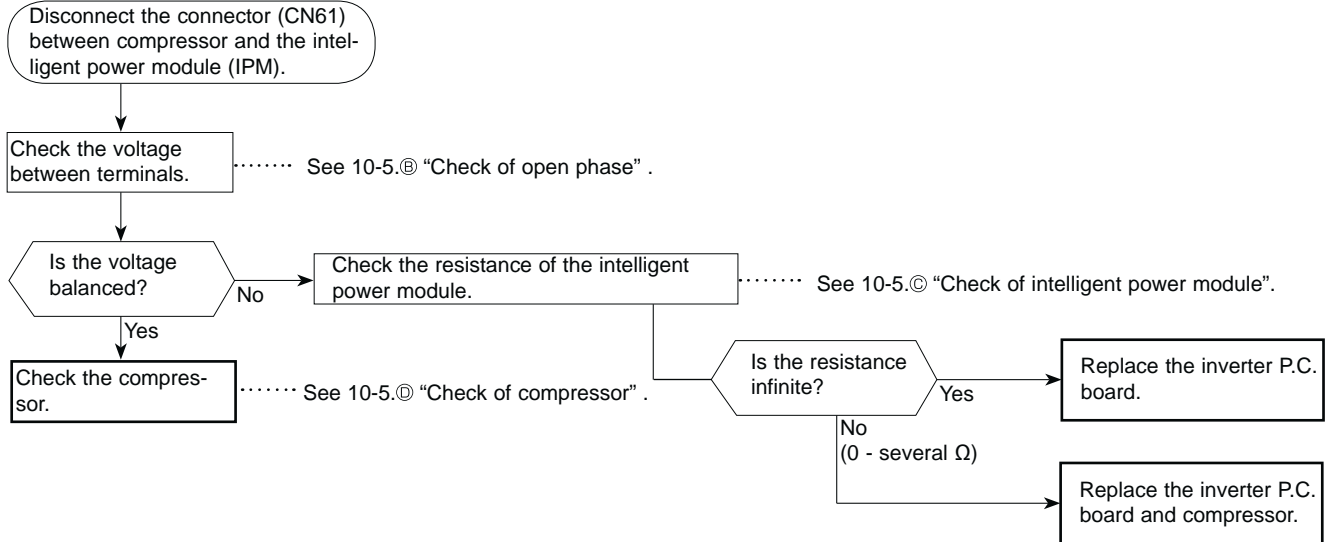 Disconnect the connector (CN61)
between compressor and the intel-
ligent power module (IPM).
Check the voltage
between terminals.
See 10-5.Ⓑ “Check of open phase” .
Is the voltage
balanced?
No
Check the resistance of the intelligent
power module.
See 10-5.Ⓒ “Check of intelligent power module”.
Yes
Check the compres-
sor.
See 10-5.Ⓓ “Check of compressor” .
Is the resistance
infinite?
Yes
Replace the inverter P.C.
board.
No
(0 - several Ω)
Replace the inverter P.C.
board and compressor.